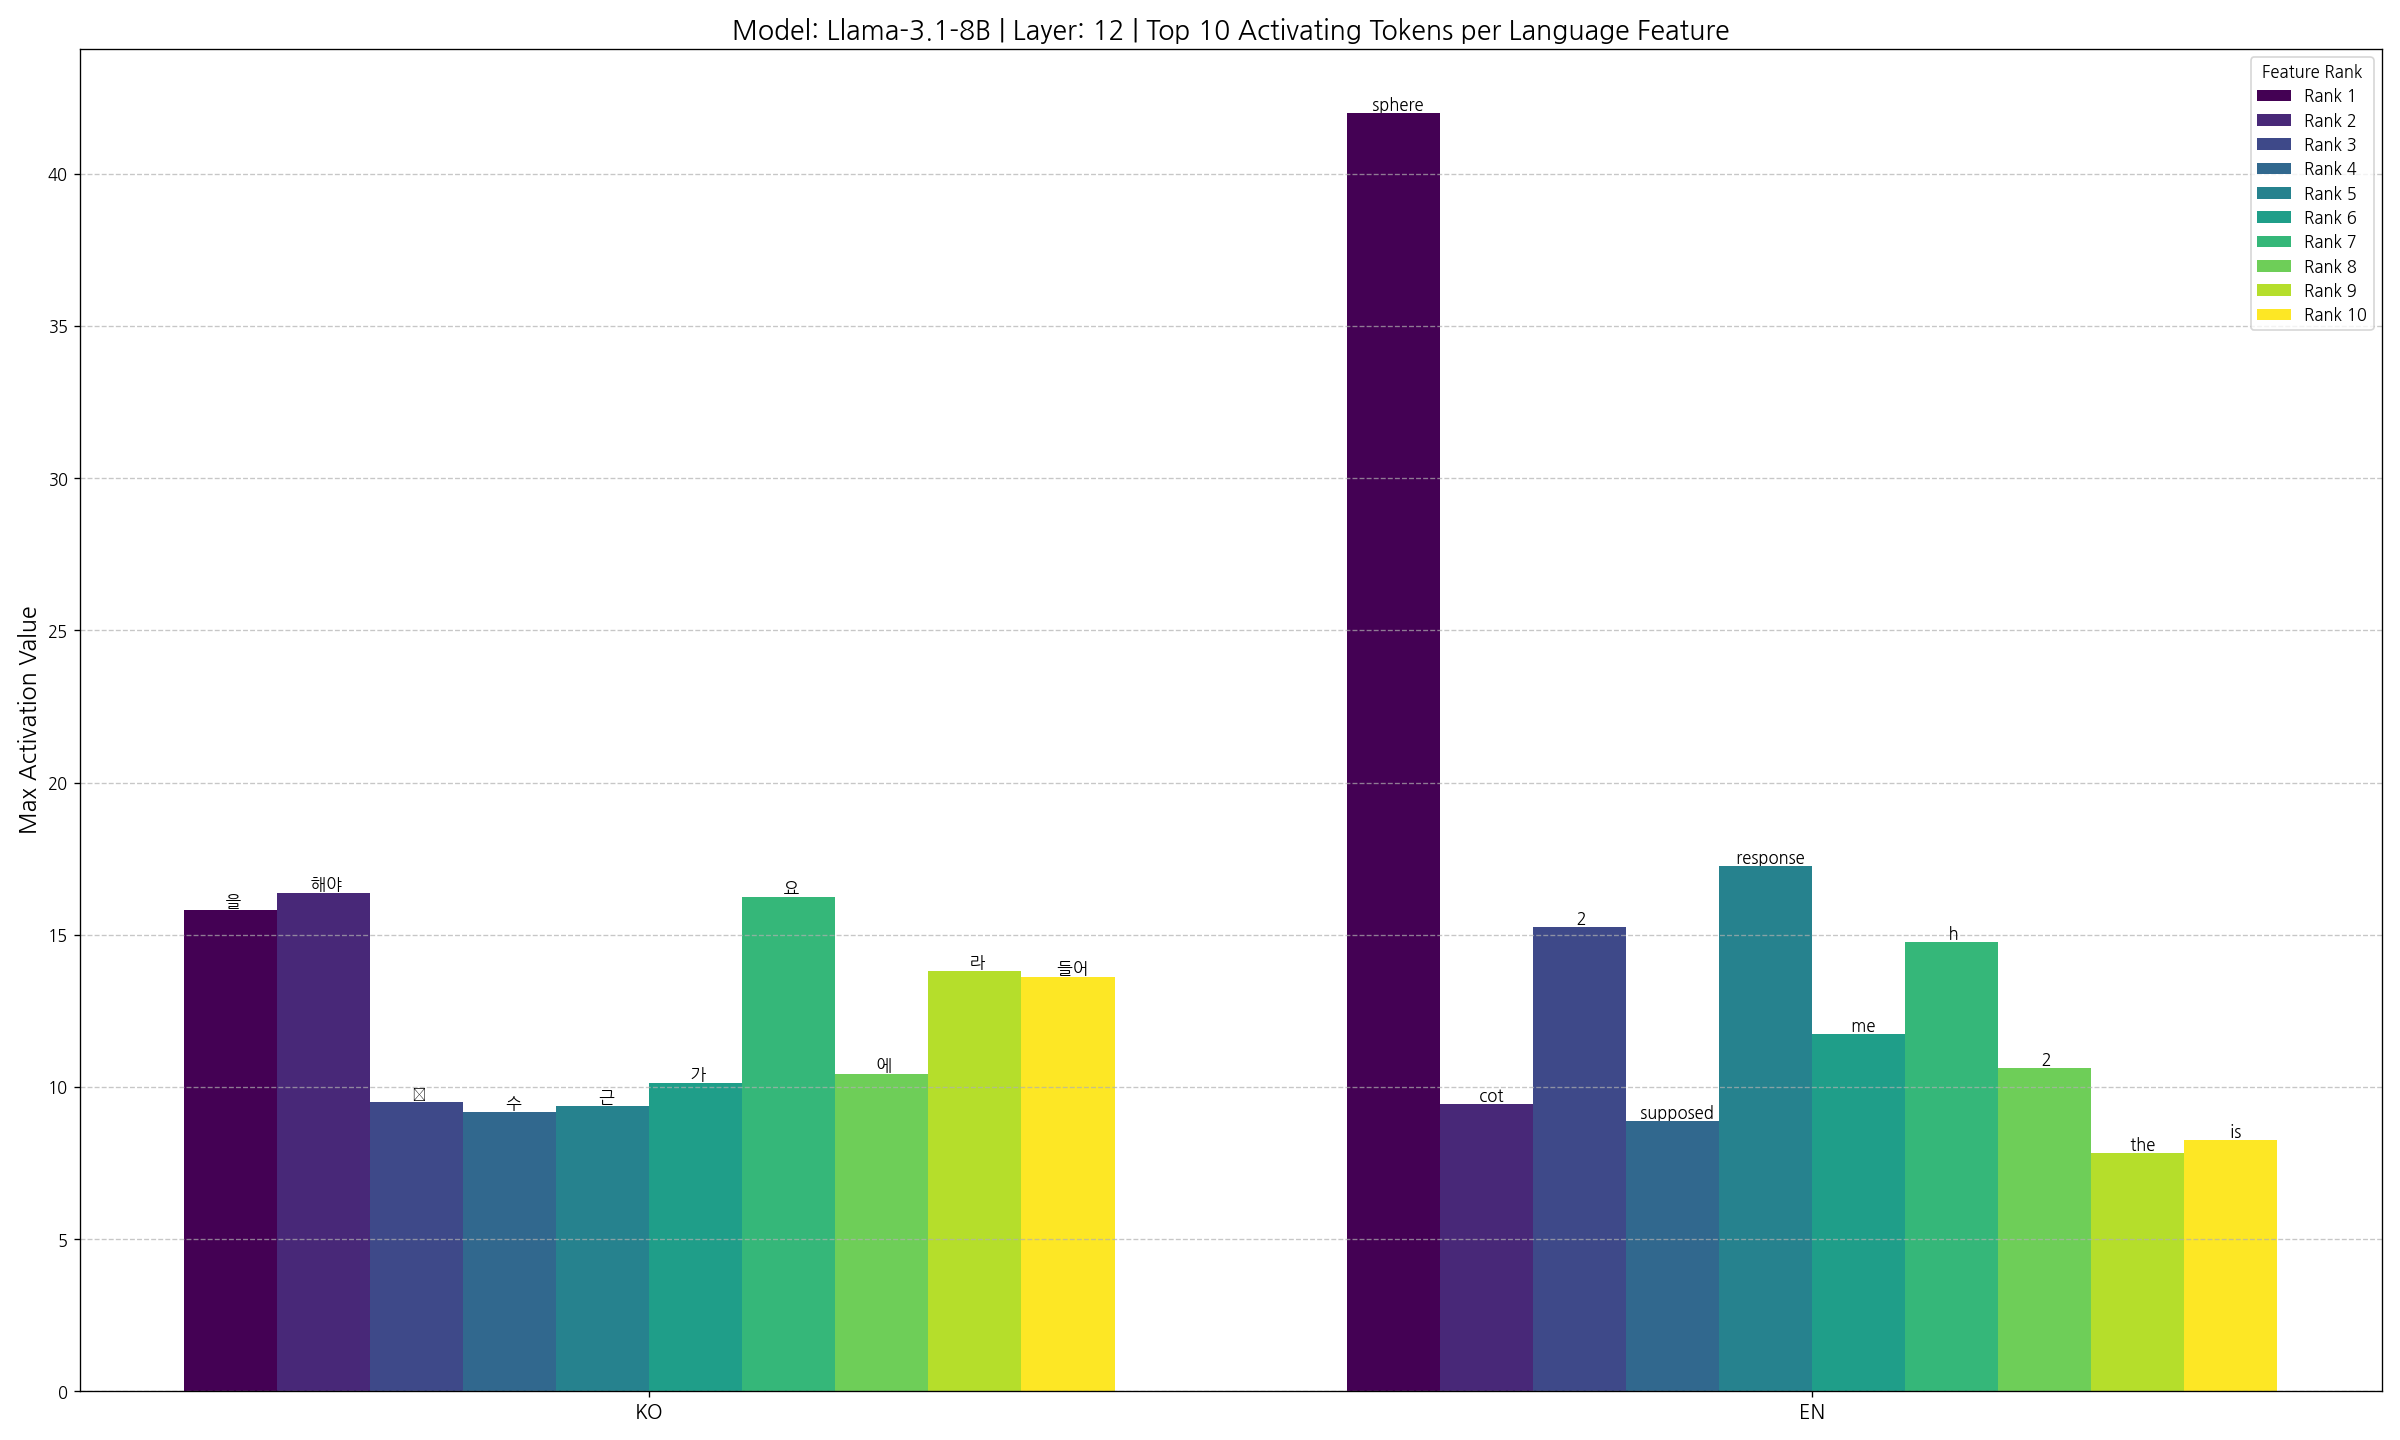 Model: Llama-3.1-8B | Layer: 12 | Top 10 Activating Tokens per Language Feature
Feature Rank
Rank 1
Rank 2
Rank 3
Rank 4
Rank 5
Rank 6
Rank 7
Rank 8
Rank 9
Rank 10
Max Activation Value
40
35
30
25
20
15
10
5
0
을
해야
수
근
가
요
에
라
들어
sphere
cot
2
supposed
response
me
h
2
the
is
KO
EN